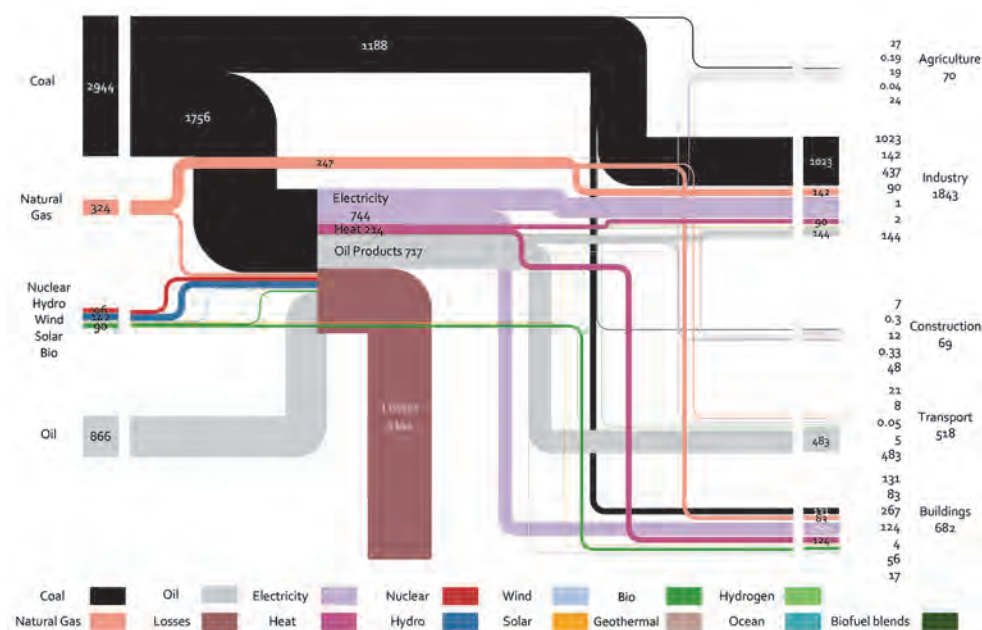 Coal
2944
1188
1756
Natural
Gas
324
247
Electricity
744
Heat 214
Oil Products 717
Nuclear
Hydro
Wind
Solar
Bio
90
Oil
866
1023
142
90
144
483
124
27
0.19
19
0.04
24
Agriculture
70
1023
142
437
90
1
2
144
Industry
1843
7
0.3
12
0.33
48
Construction
69
21
8
0.05
5
483
Transport
518
131
83
267
124
4
56
17
Buildings
682
Coal Oil Electricity Nuclear Wind Bio Hydrogen
Natural Gas Losses Heat Hydro Solar Geothermal Ocean Biofuel blends